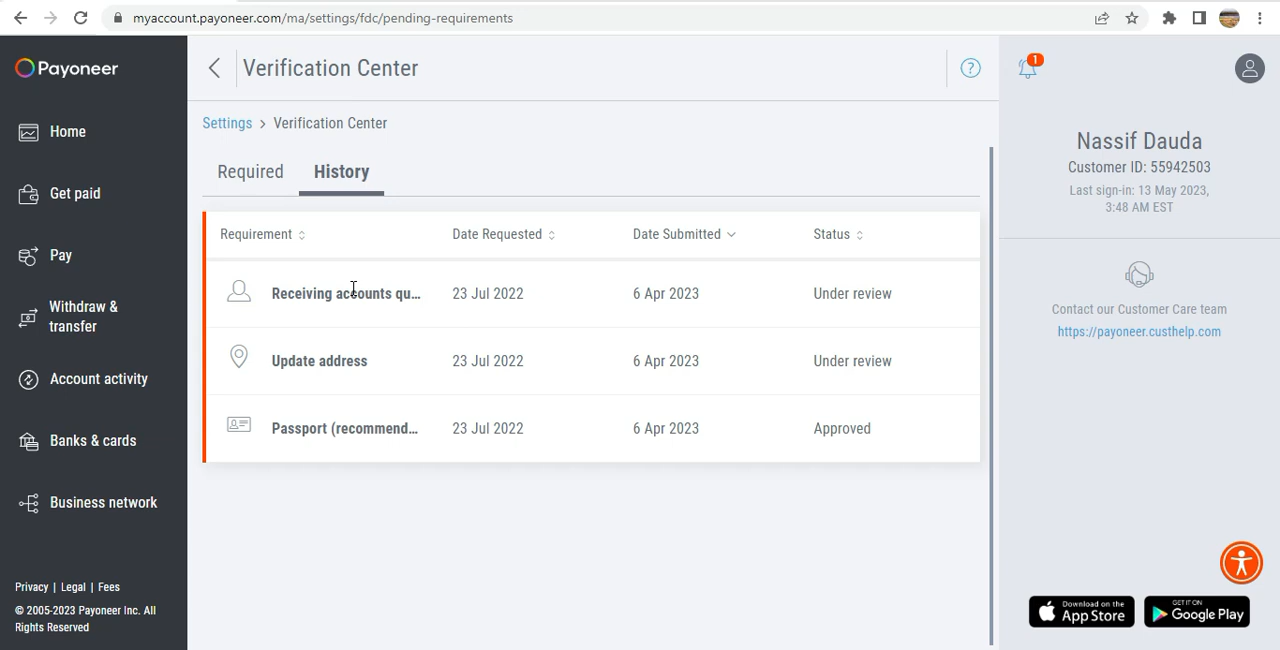 myaccount.payoneer.com/ma/settings/fdc/pending-requirements
Payoneer
Home
Get paid
Pay
Withdraw &
transfer
Account activity
Banks & cards
Business network
Privacy | Legal | Fees
© 2005-2023 Payoneer Inc. All
Rights Reserved
Verification Center
?
Settings > Verification Center
Required History
Requirement Date Requested Date Submitted Status
Receiving accounts qu... 23 Jul 2022 6 Apr 2023 Under review
Update address 23 Jul 2022 6 Apr 2023 Under review
Passport (recommend... 23 Jul 2022 6 Apr 2023 Approved
1
Nassif Dauda
Customer ID: 55942503
Last sign-in: 13 May 2023,
3:48 AM EST
Contact our Customer Care team
https://payoneer.custhelp.com
Download on the
App Store
GET IT ON
Google Play